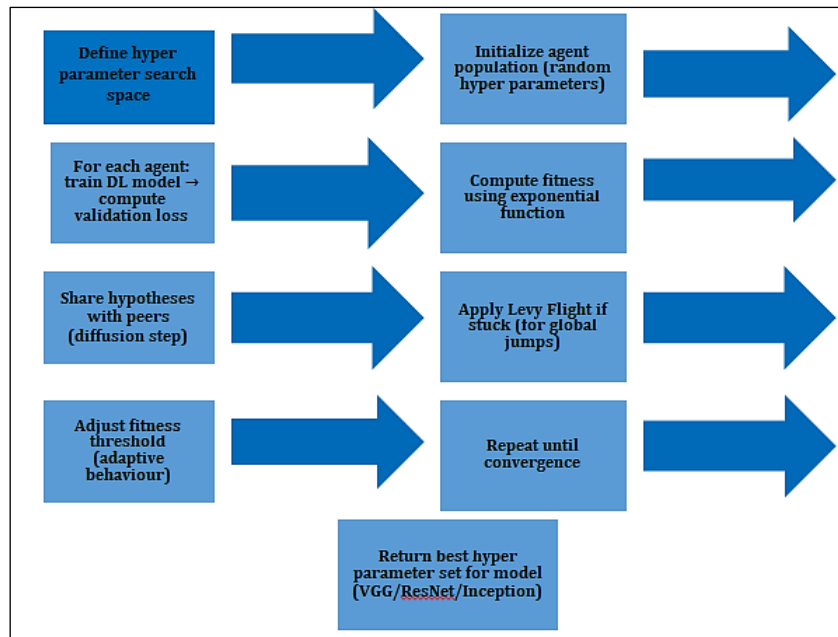 Define hyper
parameter search
space
Initialize agent
population (random
hyper parameters)
For each agent:
train DL model →
compute
validation loss
Compute fitness
using exponential
function
Share hypotheses
with peers
(diffusion step)
Apply Levy Flight if
stuck (for global
jumps)
Adjust fitness
threshold
(adaptive
behaviour)
Repeat until
convergence
Return best hyper
parameter set for model
(VGG/ResNet/Inception)